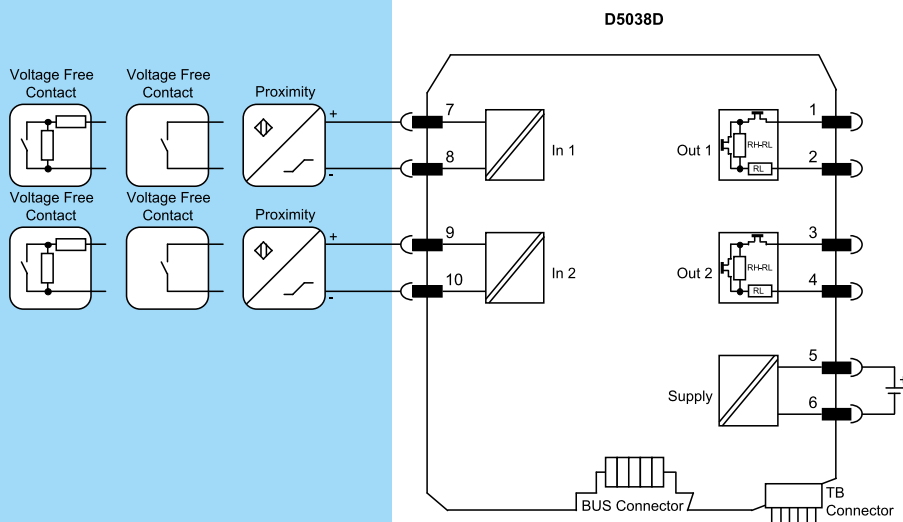 D5038D
Voltage Free
Contact
Voltage Free
Contact
Proximity
+
-
7
8
In 1
Out 1
RH-RL
RL
1
2
Voltage Free
Contact
Voltage Free
Contact
Proximity
+
-
9
10
In 2
Out 2
RH-RL
RL
3
4
Supply
5
6
+
BUS Connector
TB
Connector